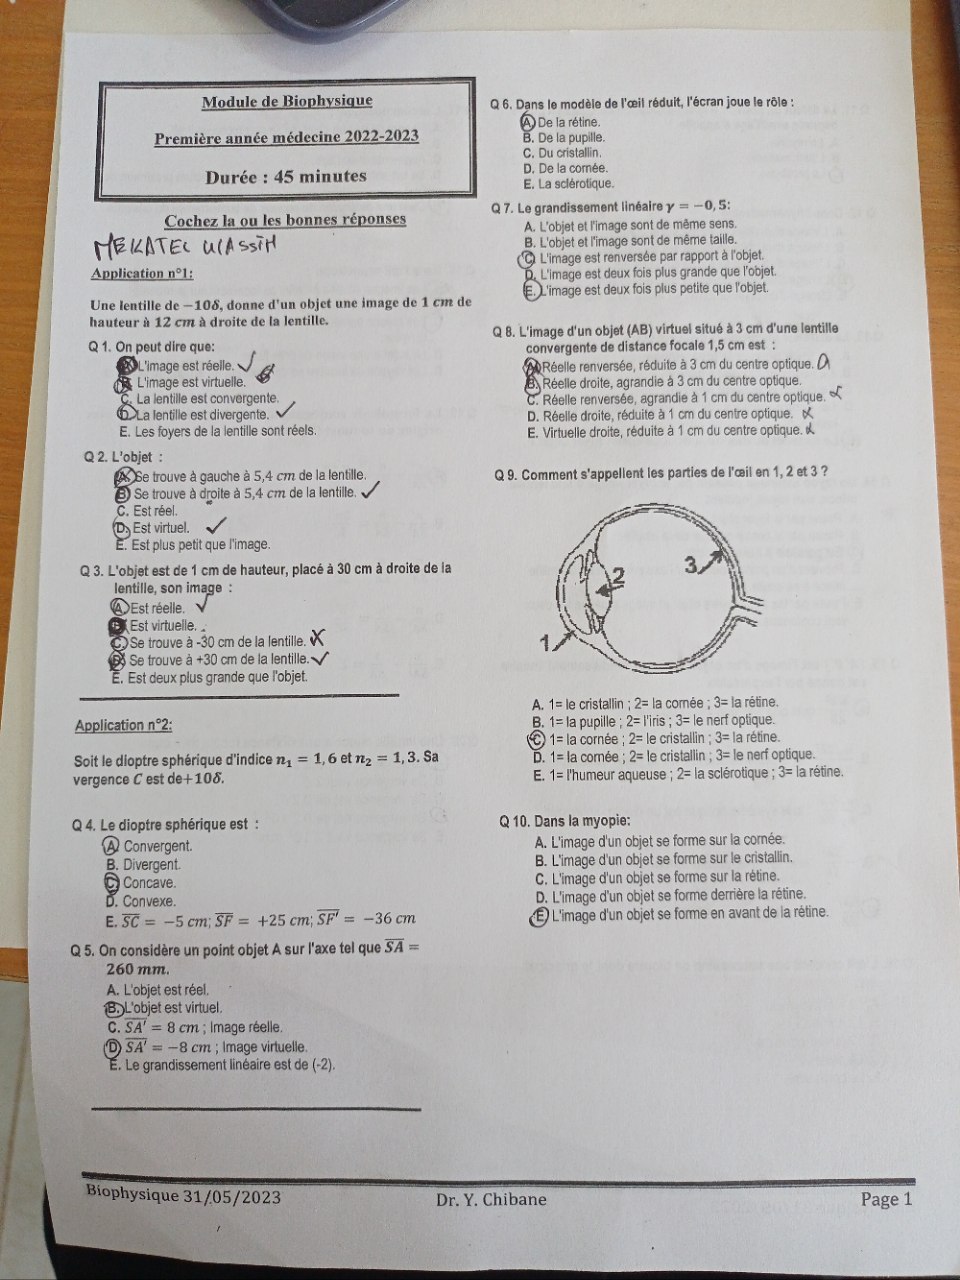 Module de Biophysique
Première année médecine 2022-2023
Durée : 45 minutes
Cochez la ou les bonnes réponses
Application n°1:
Une lentille de −10δ, donne d'un objet une image de 1 cm de
hauteur à 12 cm à droite de la lentille.
Q 1. On peut dire que:
A. L'image est réelle.
B. L'image est virtuelle.
C. La lentille est convergente.
D. La lentille est divergente.
E. Les foyers de la lentille sont réels.
Q 2. L'objet :
A. Se trouve à gauche à 5,4 cm de la lentille.
B. Se trouve à droite à 5,4 cm de la lentille.
C. Est réel.
D. Est virtuel.
E. Est plus petit que l'image.
Q 3. L'objet est de 1 cm de hauteur, placé à 30 cm à droite de la
lentille, son image :
A. Est réelle.
Est virtuelle.
C. Se trouve à -30 cm de la lentille.
D. Se trouve à +30 cm de la lentille.
E. Est deux plus grande que l'objet.
Application n°2:
Soit le dioptre sphérique d'indice n₁ = 1,6 et n₂ = 1,3. Sa
vergence C est de+10δ.
Q 4. Le dioptre sphérique est :
A. Convergent.
B. Divergent.
C. Concave.
D. Convexe.
E. SC = −5 cm; SF = +25 cm; SF′ = −36 cm
Q 5. On considère un point objet A sur l'axe tel que SA =
260 mm.
A. L'objet est réel.
B. L'objet est virtuel.
C. SA′ = 8 cm ; Image réelle.
D. SA′ = −8 cm ; Image virtuelle.
E. Le grandissement linéaire est de (-2).
Q 6. Dans le modèle de l'œil réduit, l'écran joue le rôle :
A. De la rétine.
B. De la pupille.
C. Du cristallin.
D. De la cornée.
E. La sclérotique.
Q 7. Le grandissement linéaire γ = −0,5:
A. L'objet et l'image sont de même sens.
B. L'objet et l'image sont de même taille.
C. L'image est renversée par rapport à l'objet.
D. L'image est deux fois plus grande que l'objet.
E. L'image est deux fois plus petite que l'objet.
Q 8. L'image d'un objet (AB) virtuel situé à 3 cm d'une lentille
convergente de distance focale 1,5 cm est :
A. Réelle renversée, réduite à 3 cm du centre optique.
B. Réelle droite, agrandie à 3 cm du centre optique.
C. Réelle renversée, agrandie à 1 cm du centre optique.
D. Réelle droite, réduite à 1 cm du centre optique.
E. Virtuelle droite, réduite à 1 cm du centre optique.
Q 9. Comment s'appellent les parties de l'œil en 1, 2 et 3 ?
3
2
1
A. 1= le cristallin ; 2= la cornée ; 3= la rétine.
B. 1= la pupille ; 2= l'iris ; 3= le nerf optique.
C. 1= la cornée ; 2= le cristallin ; 3= la rétine.
D. 1= la cornée ; 2= le cristallin ; 3= le nerf optique.
E. 1= l'humeur aqueuse ; 2= la sclérotique ; 3= la rétine.
Q 10. Dans la myopie:
A. L'image d'un objet se forme sur la cornée.
B. L'image d'un objet se forme sur le cristallin.
C. L'image d'un objet se forme sur la rétine.
D. L'image d'un objet se forme derrière la rétine.
E. L'image d'un objet se forme en avant de la rétine.
Biophysique 31/05/2023
Dr. Y. Chibane
Page 1